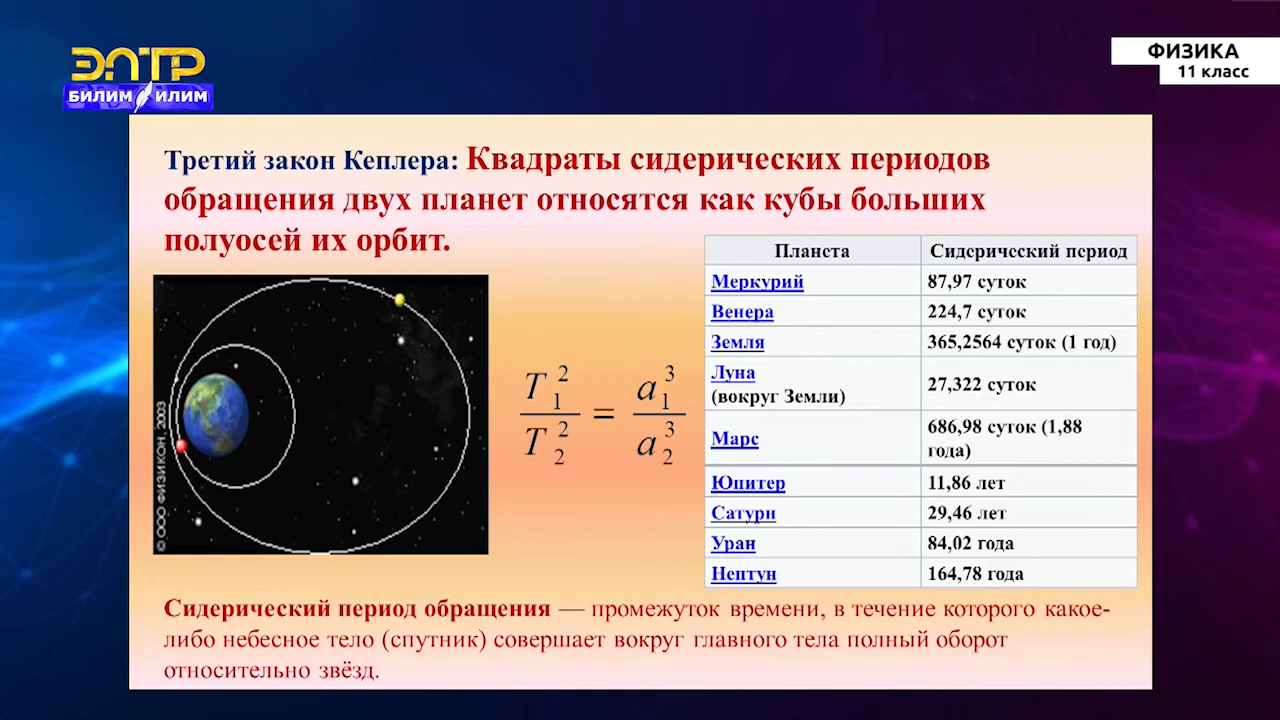 ЭЛТР
БИЛИМ ИЛИМ
ФИЗИКА
11 класс
Третий закон Кеплера: Квадраты сидерических периодов
обращения двух планет относятся как кубы больших
полуосей их орбит.
© ООО ФИЗИКОН, 2003
T₁² / T₂² = a₁³ / a₂³
Планета Сидерический период
Меркурий 87,97 суток
Венера 224,7 суток
Земля 365,2564 суток (1 год)
Луна
(вокруг Земли) 27,322 суток
Марс 686,98 суток (1,88
года)
Юпитер 11,86 лет
Сатурн 29,46 лет
Уран 84,02 года
Нептун 164,78 года
Сидерический период обращения — промежуток времени, в течение которого какое-
либо небесное тело (спутник) совершает вокруг главного тела полный оборот
относительно звёзд.